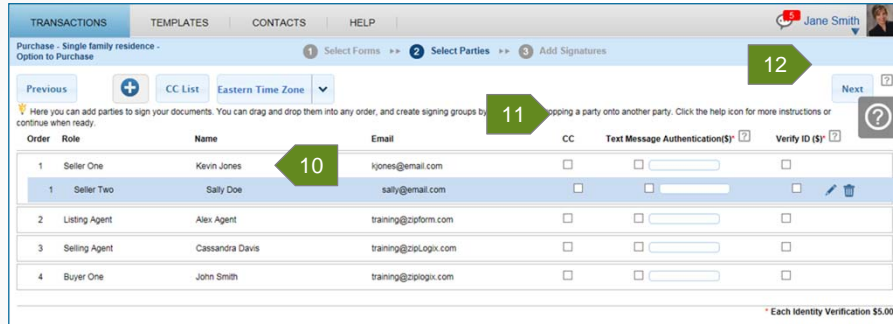 TRANSACTIONS TEMPLATES CONTACTS HELP 5 Jane Smith
Purchase - Single family residence -
Option to Purchase
1 Select Forms 2 Select Parties 3 Add Signatures
12
Previous CC List Eastern Time Zone Next ?
11
Here you can add parties to sign your documents. You can drag and drop them into any order, and create signing groups by opping a party onto another party. Click the help icon for more instructions or
continue when ready.
?
Order Role Name Email CC Text Message Authentication($)* ? Verify ID ($)* ?
10
1 Seller One Kevin Jones kjones@email.com
1 Seller Two Sally Doe sally@email.com
2 Listing Agent Alex Agent training@zipform.com
3 Selling Agent Cassandra Davis training@zipLogix.com
4 Buyer One John Smith training@ziplogix.com
* Each Identity Verification $5.00